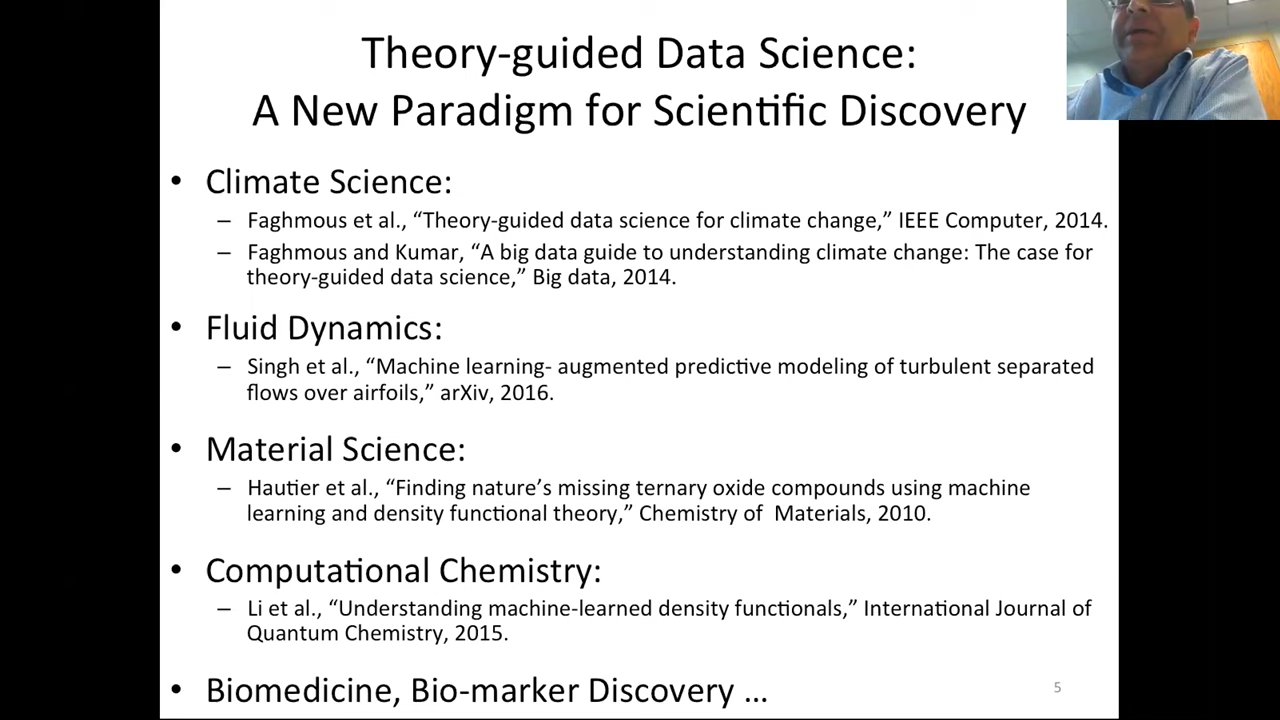 Theory-guided Data Science:
A New Paradigm for Scientific Discovery
• Climate Science:
– Faghmous et al., “Theory-guided data science for climate change,” IEEE Computer, 2014.
– Faghmous and Kumar, “A big data guide to understanding climate change: The case for
theory-guided data science,” Big data, 2014.
• Fluid Dynamics:
– Singh et al., “Machine learning- augmented predictive modeling of turbulent separated
flows over airfoils,” arXiv, 2016.
• Material Science:
– Hautier et al., “Finding nature’s missing ternary oxide compounds using machine
learning and density functional theory,” Chemistry of  Materials, 2010.
• Computational Chemistry:
– Li et al., “Understanding machine-learned density functionals,” International Journal of
Quantum Chemistry, 2015.
• Biomedicine, Bio-marker Discovery …
5